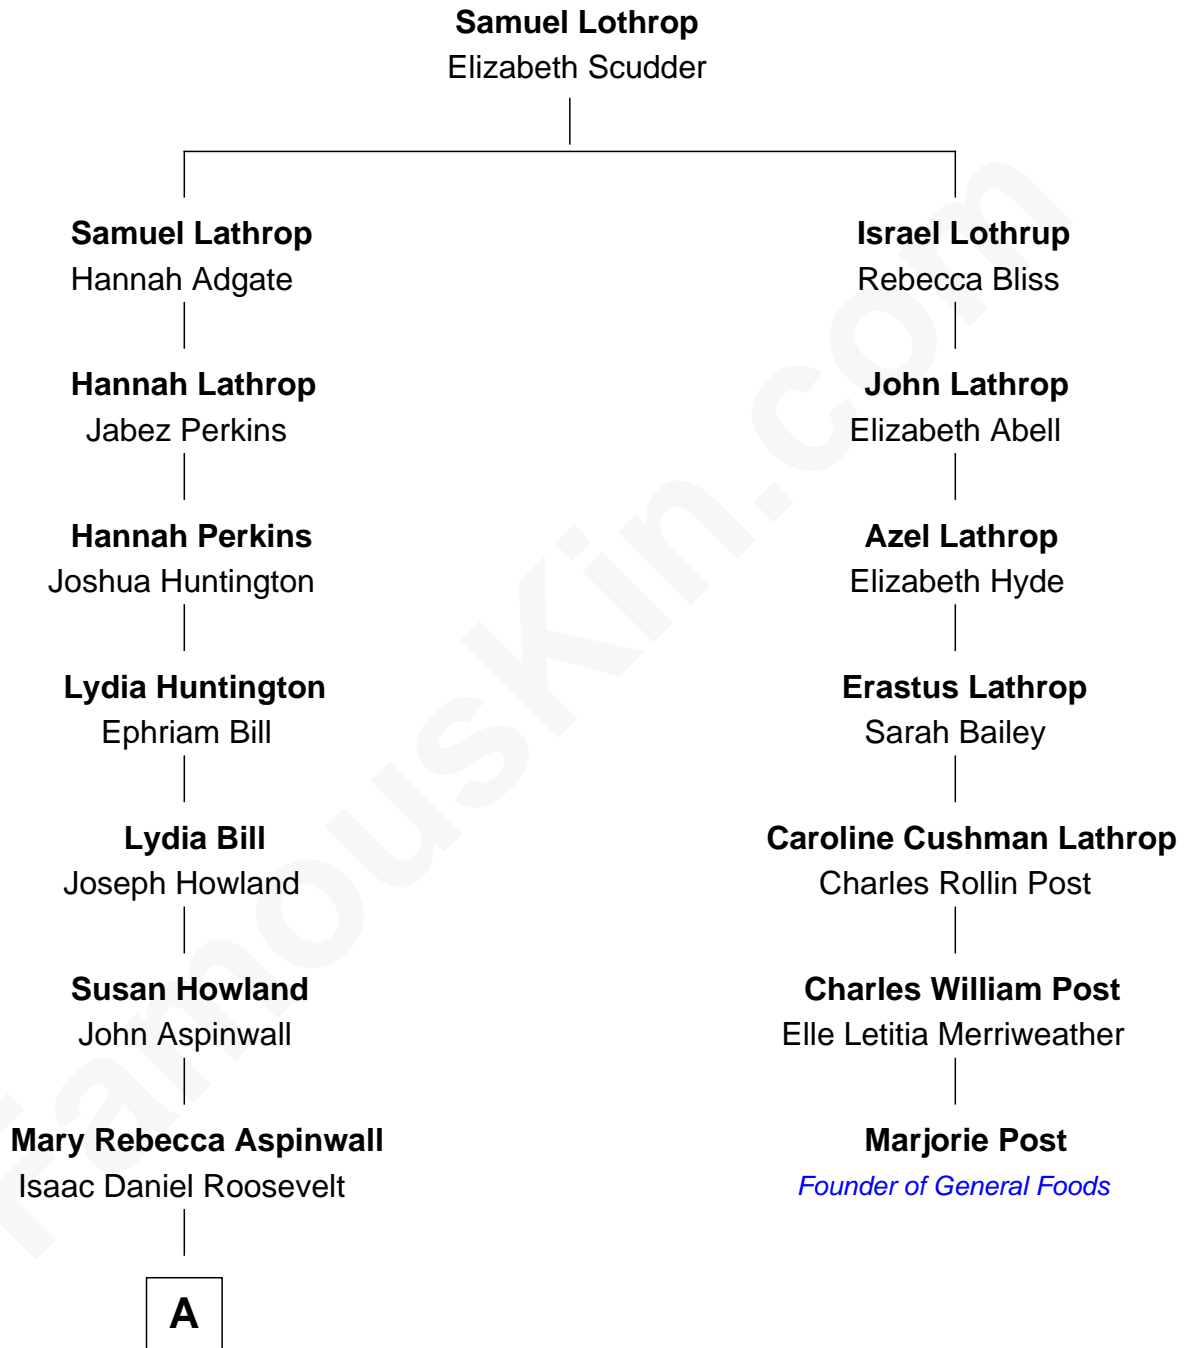 Samuel Lothrop
Elizabeth Scudder
Samuel Lathrop
Hannah Adgate
Hannah Lathrop
Jabez Perkins
Hannah Perkins
Joshua Huntington
Lydia Huntington
Ephriam Bill
Lydia Bill
Joseph Howland
Susan Howland
John Aspinwall
Mary Rebecca Aspinwall
Isaac Daniel Roosevelt
A
Israel Lothrup
Rebecca Bliss
John Lathrop
Elizabeth Abell
Azel Lathrop
Elizabeth Hyde
Erastus Lathrop
Sarah Bailey
Caroline Cushman Lathrop
Charles Rollin Post
Charles William Post
Elle Letitia Merriweather
Marjorie Post
Founder of General Foods
FamousKin.com